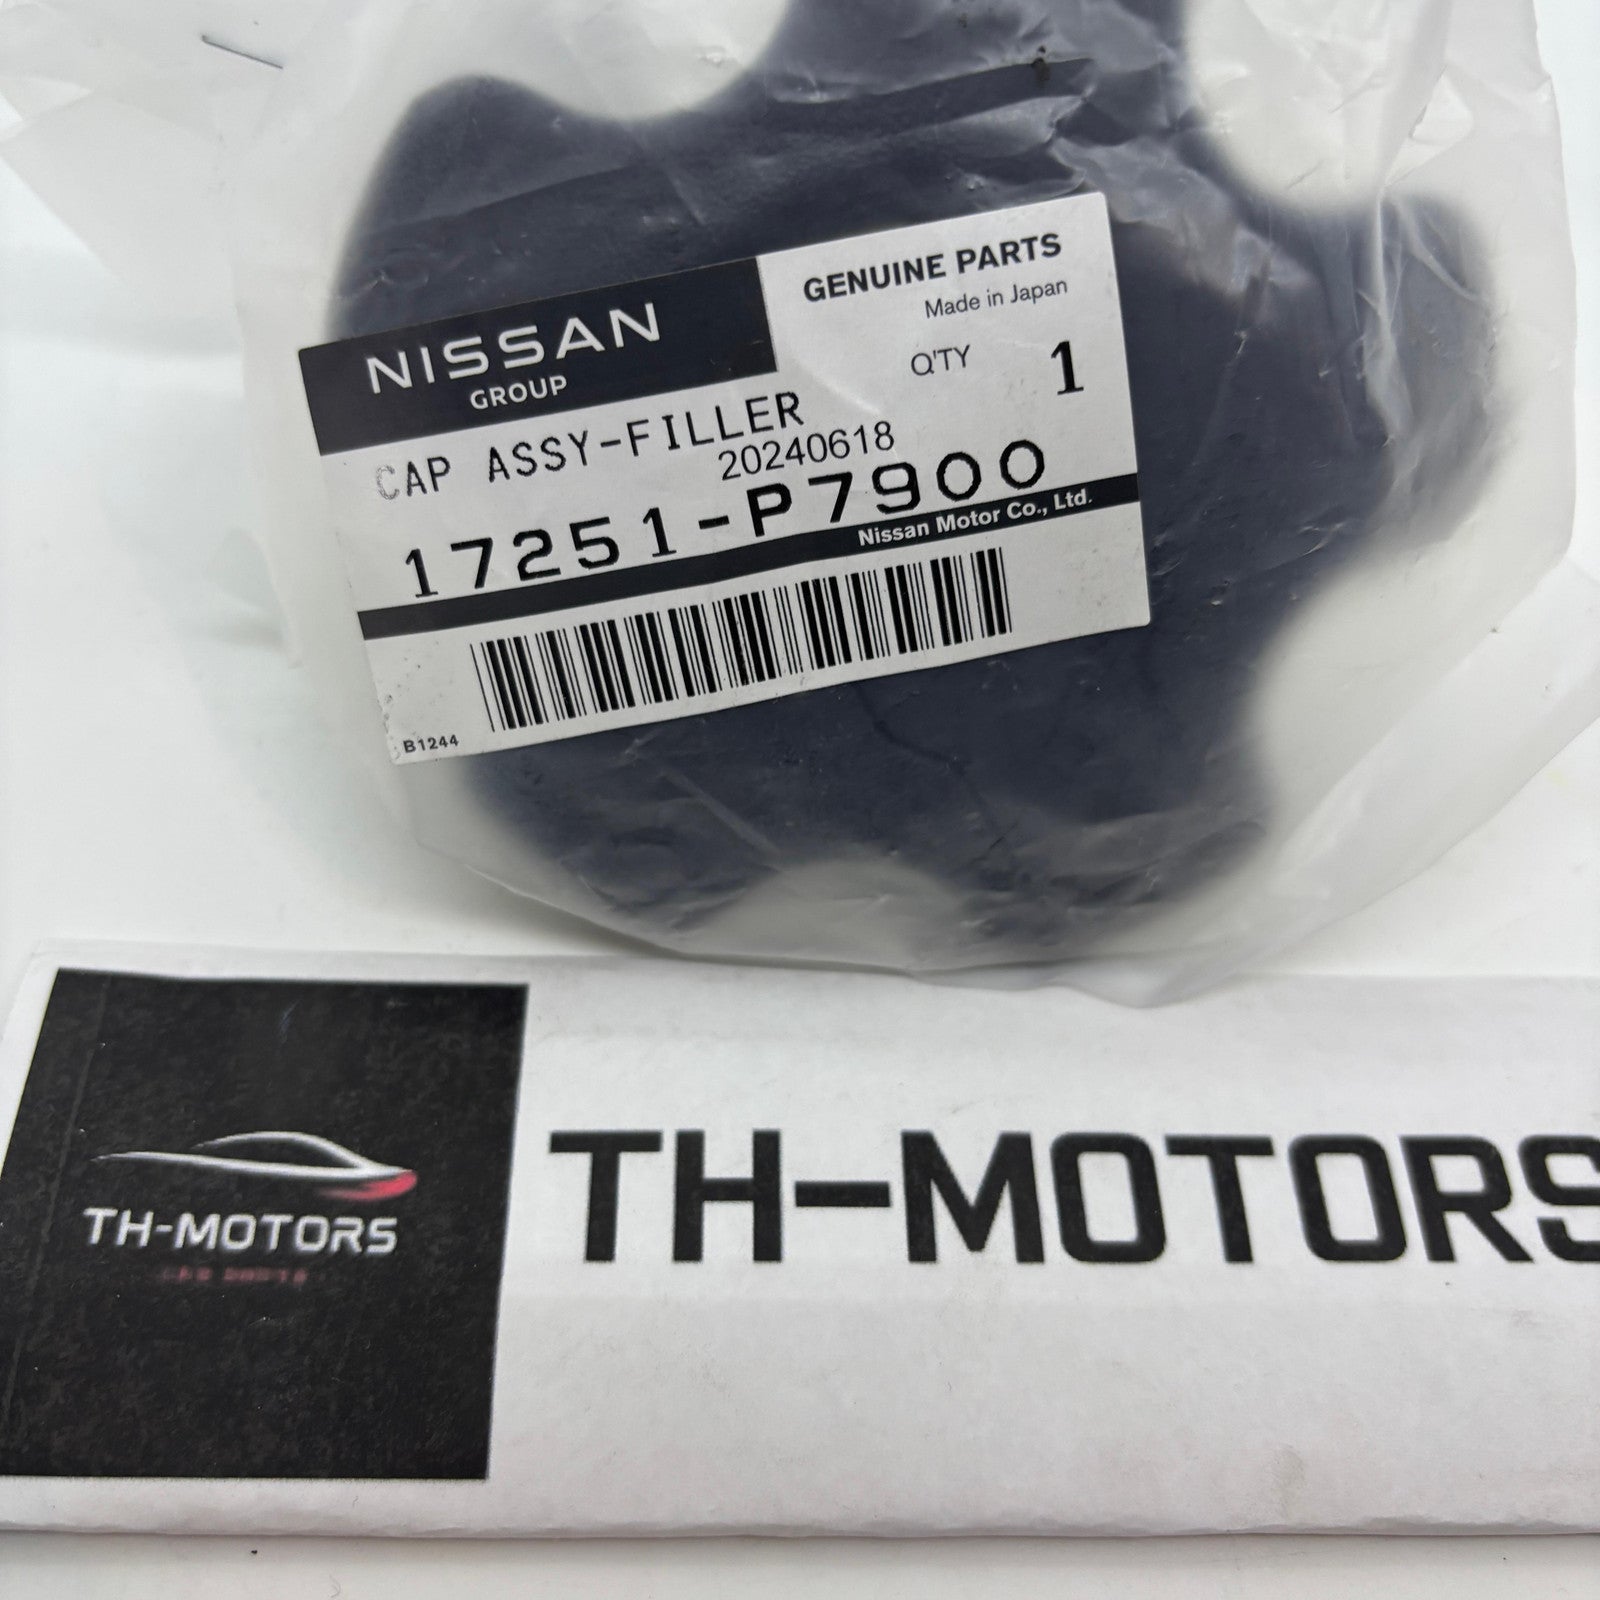 NISSAN
GROUP
GENUINE PARTS
Made in Japan
Q'TY 1
CAP ASSY-FILLER
20240618
17251-P7900
Nissan Motor Co., Ltd.
B1244
TH-MOTORS
TH-MOTORS